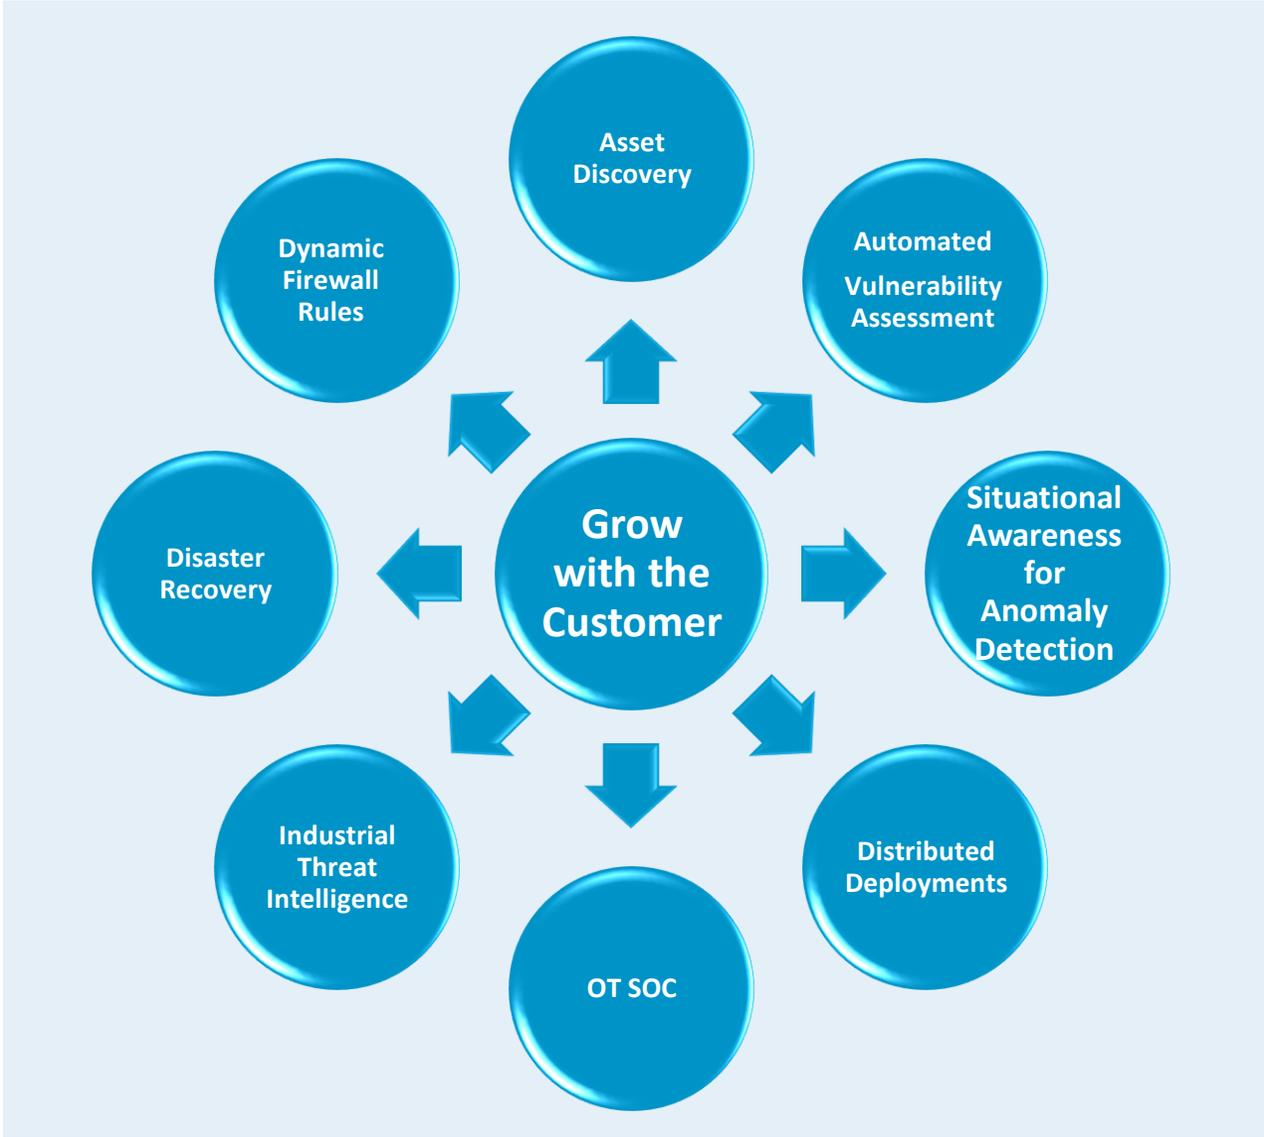 Asset
Discovery
Automated
Vulnerability
Assessment
Situational
Awareness
for
Anomaly
Detection
Distributed
Deployments
OT SOC
Industrial
Threat
Intelligence
Disaster
Recovery
Dynamic
Firewall
Rules
Grow
with the
Customer